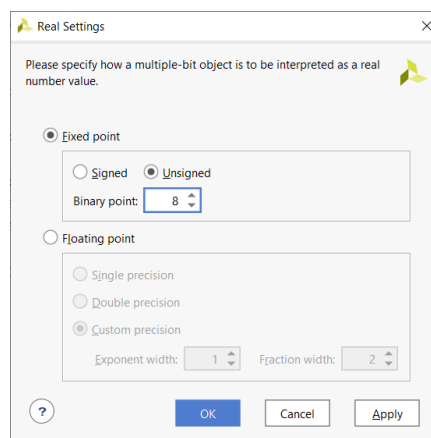 Real Settings
Please specify how a multiple-bit object is to be interpreted as a real
number value.
Fixed point
Signed Unsigned
Binary point: 8
Floating point
Single precision
Double precision
Custom precision
Exponent width: 1 Fraction width: 2
? OK Cancel Apply